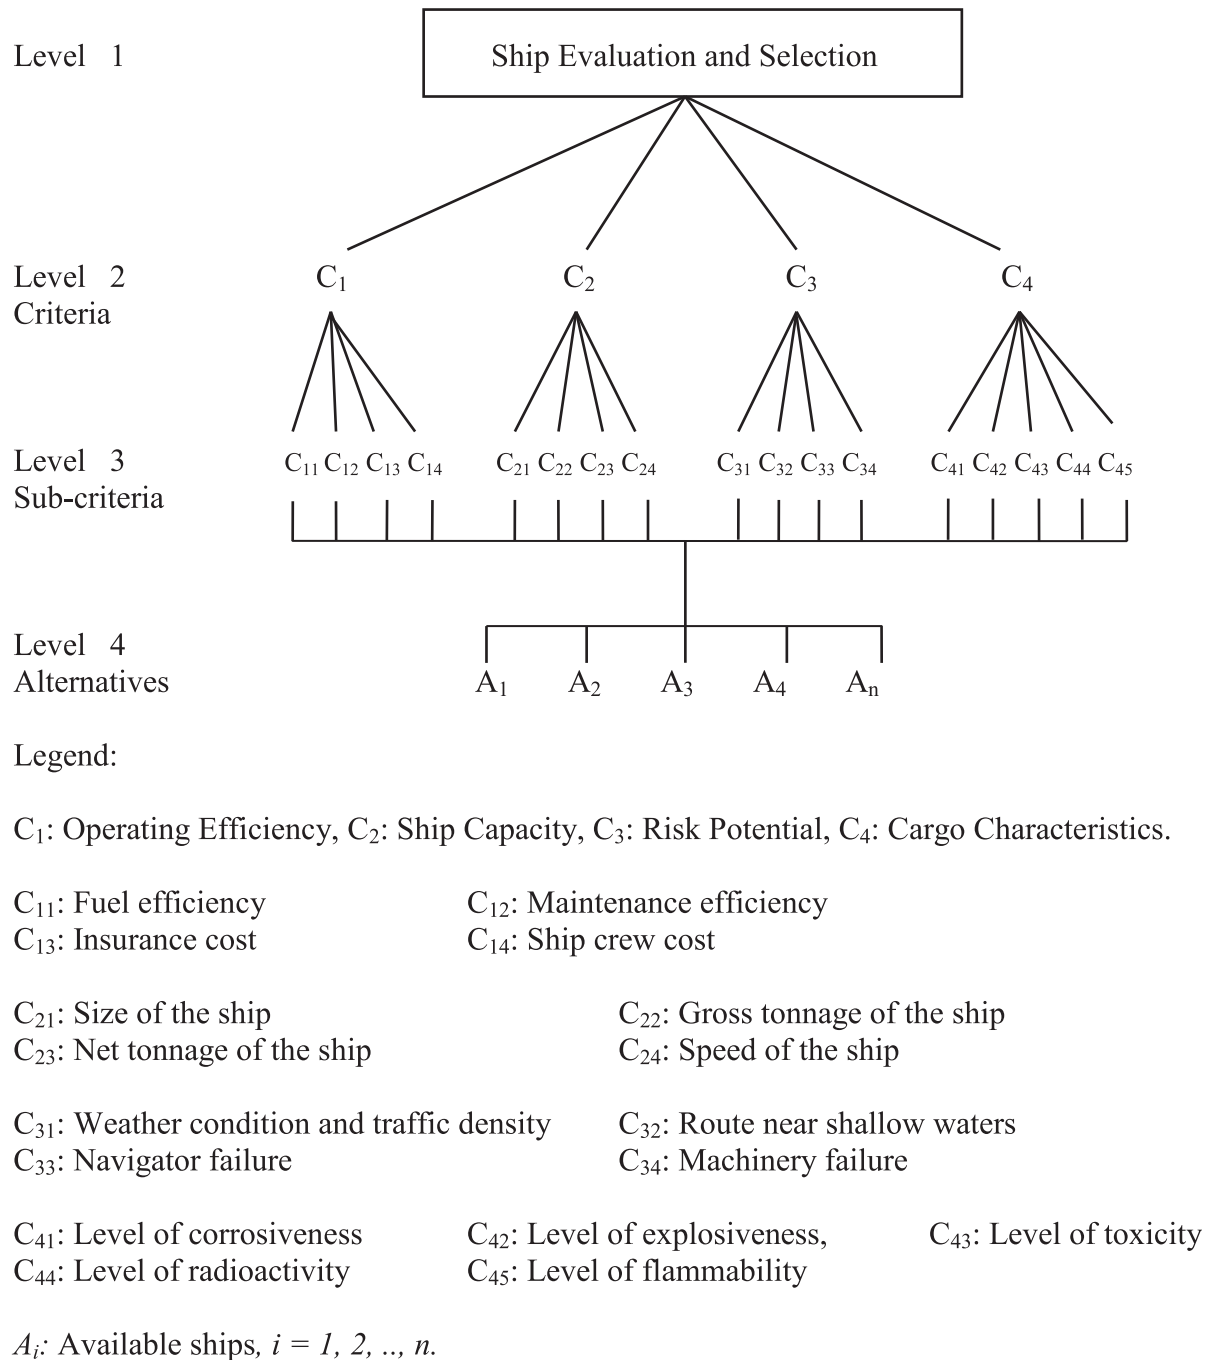 Level 1
Ship Evaluation and Selection
Level 2
Criteria
C₁ C₂ C₃ C₄
Level 3
Sub-criteria
C₁₁ C₁₂ C₁₃ C₁₄ C₂₁ C₂₂ C₂₃ C₂₄ C₃₁ C₃₂ C₃₃ C₃₄ C₄₁ C₄₂ C₄₃ C₄₄ C₄₅
Level 4
Alternatives
A₁ A₂ A₃ A₄ Aₙ
Legend:
C₁: Operating Efficiency, C₂: Ship Capacity, C₃: Risk Potential, C₄: Cargo Characteristics.
C₁₁: Fuel efficiency C₁₂: Maintenance efficiency
C₁₃: Insurance cost C₁₄: Ship crew cost
C₂₁: Size of the ship C₂₂: Gross tonnage of the ship
C₂₃: Net tonnage of the ship C₂₄: Speed of the ship
C₃₁: Weather condition and traffic density C₃₂: Route near shallow waters
C₃₃: Navigator failure C₃₄: Machinery failure
C₄₁: Level of corrosiveness C₄₂: Level of explosiveness, C₄₃: Level of toxicity
C₄₄: Level of radioactivity C₄₅: Level of flammability
Aᵢ: Available ships, i = 1, 2, .., n.